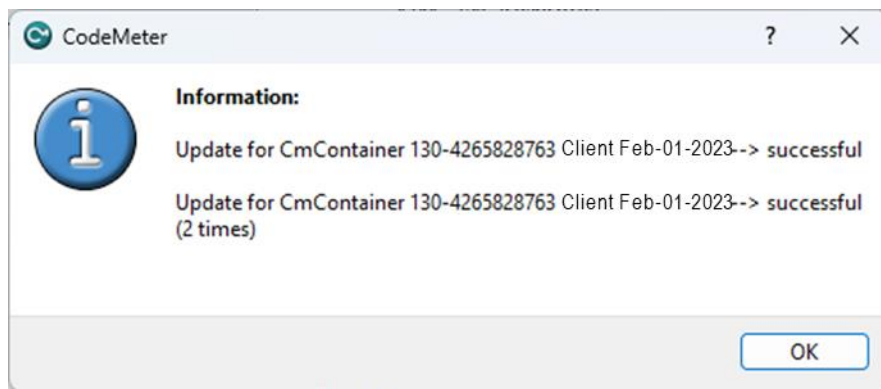 CodeMeter
Information:
Update for CmContainer 130-4265828763 Client Feb-01-2023--> successful
Update for CmContainer 130-4265828763 Client Feb-01-2023--> successful
(2 times)
OK